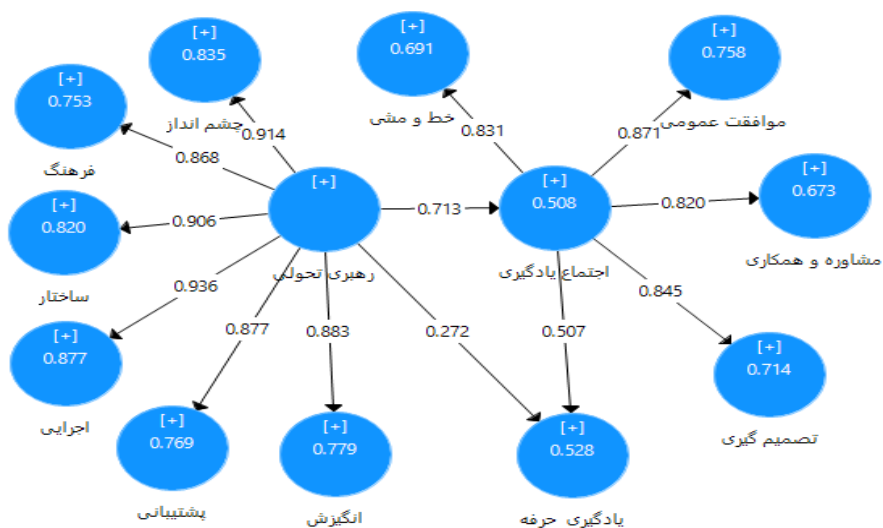 [+]
0.835
چشم انداز
[+]
0.691
خط و مشی
[+]
0.758
موافقت عمومی
[+]
0.753
فرهنگ
0.914
0.868
0.831
0.871
[+]
0.820
ساختار
0.906
[+]
رهبری تحولی
0.713
[+]
0.508
اجتماع یادگیری
0.820
[+]
0.673
مشاوره و همکاری
0.936
0.877
0.883
0.272
0.507
0.845
[+]
0.877
اجرایی
[+]
0.714
تصمیم گیری
[+]
0.769
پشتیبانی
[+]
0.779
انگیزش
[+]
0.528
یادگیری حرفه